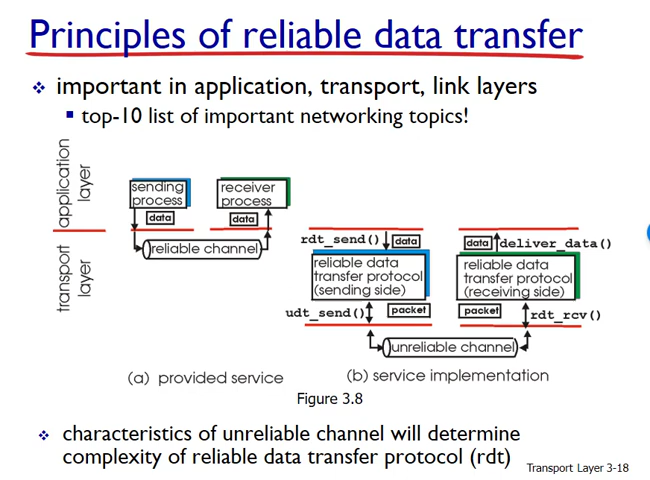 Principles of reliable data transfer
important in application, transport, link layers
top-10 list of important networking topics!
application
layer
transport
layer
sending
process
data
receiver
process
data
reliable channel
rdt_send()
data
data
deliver_data()
reliable data
transfer protocol
(sending side)
reliable data
transfer protocol
(receiving side)
udt_send()
packet
packet
rdt_rcv()
unreliable channel
(a) provided service
(b) service implementation
Figure 3.8
characteristics of unreliable channel will determine
complexity of reliable data transfer protocol (rdt)
Transport Layer 3-18